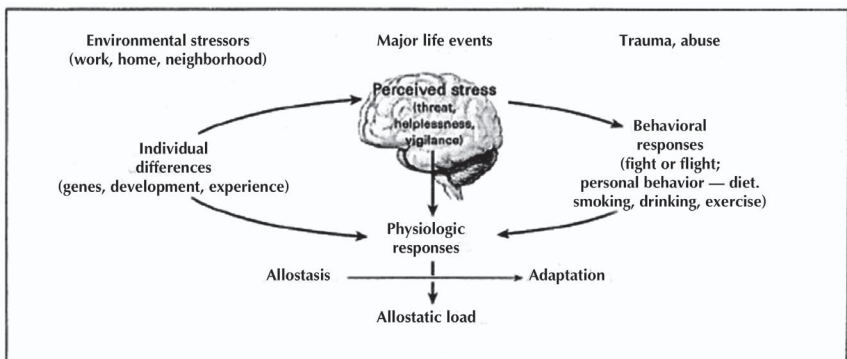 Environmental stressors
(work, home, neighborhood)
Major life events
Trauma, abuse
Perceived stress
(threat,
helplessness,
vigilance)
Individual
differences
(genes, development, experience)
Behavioral
responses
(fight or flight;
personal behavior — diet.
smoking, drinking, exercise)
Physiologic
responses
Allostasis
Adaptation
Allostatic load